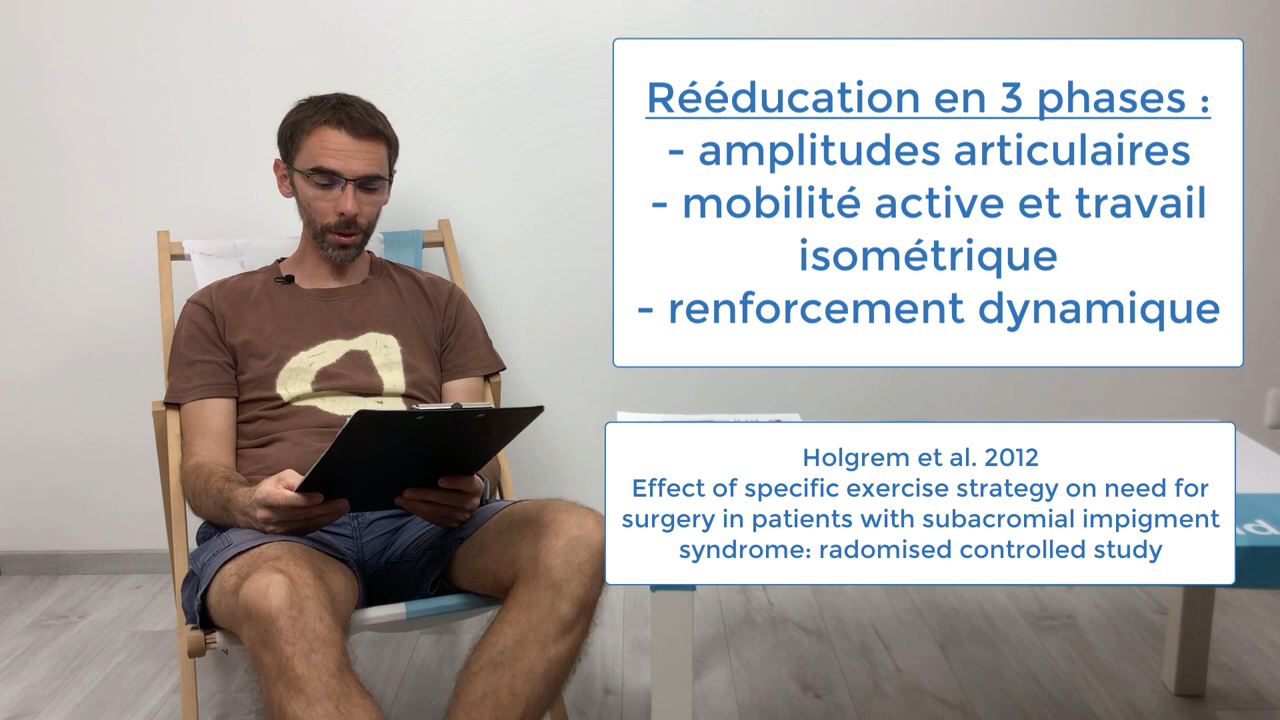 Rééducation en 3 phases :
- amplitudes articulaires
- mobilité active et travail
isométrique
- renforcement dynamique
Holgrem et al. 2012
Effect of specific exercise strategy on need for
surgery in patients with subacromial impigment
syndrome: radomised controlled study